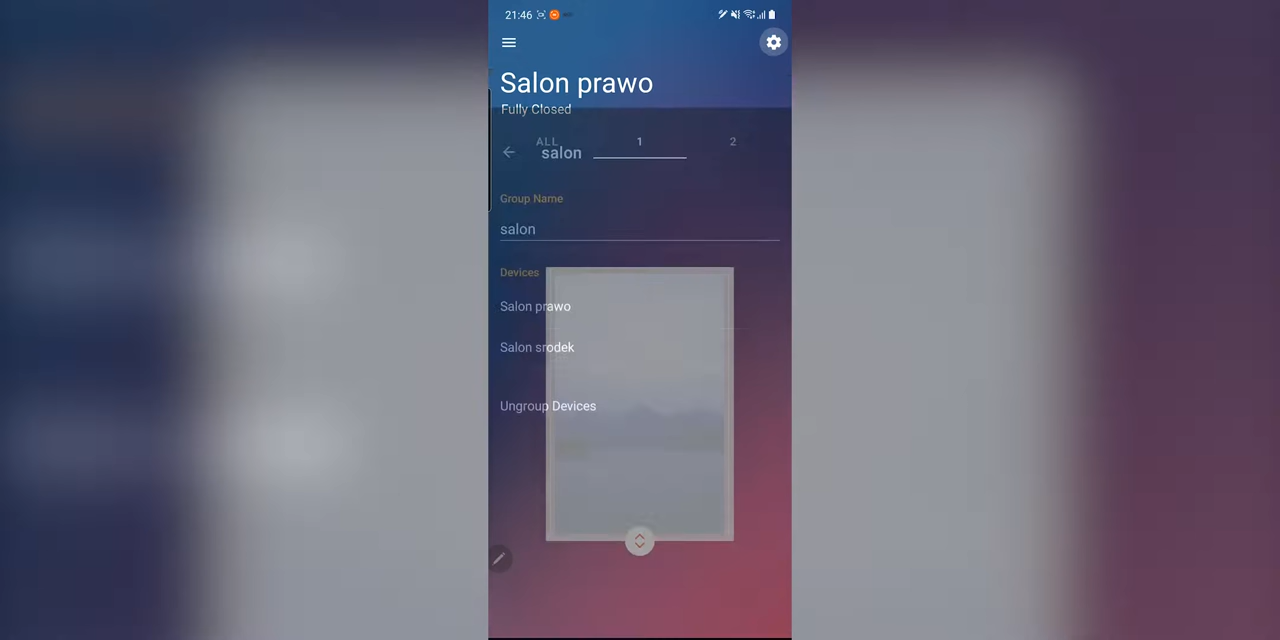 21:46
Salon prawo
Fully Closed
ALL 1 2
salon
Group Name
salon
Devices
Salon prawo
Salon srodek
Ungroup Devices